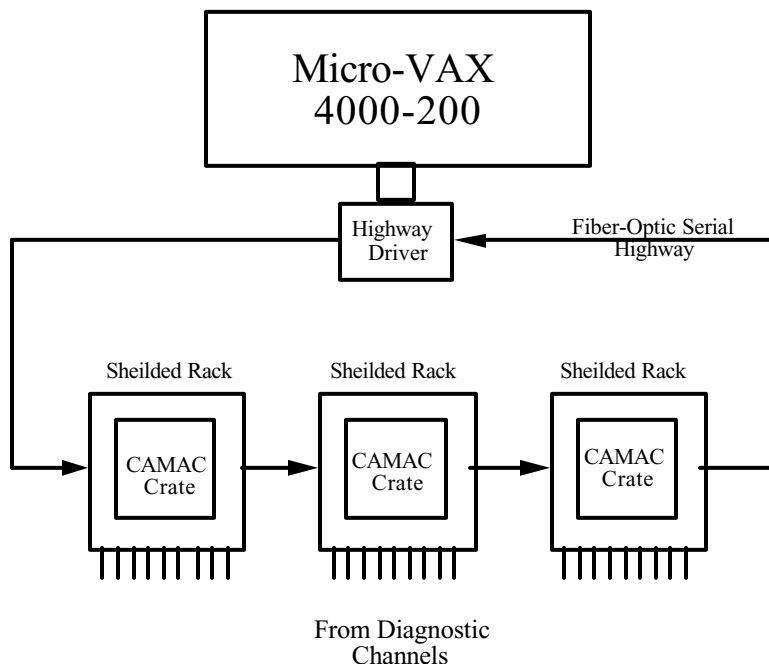 Micro-VAX
4000-200
Highway
Driver
Fiber-Optic Serial
Highway
Sheilded Rack
Sheilded Rack
Sheilded Rack
CAMAC
Crate
CAMAC
Crate
CAMAC
Crate
From Diagnostic
Channels